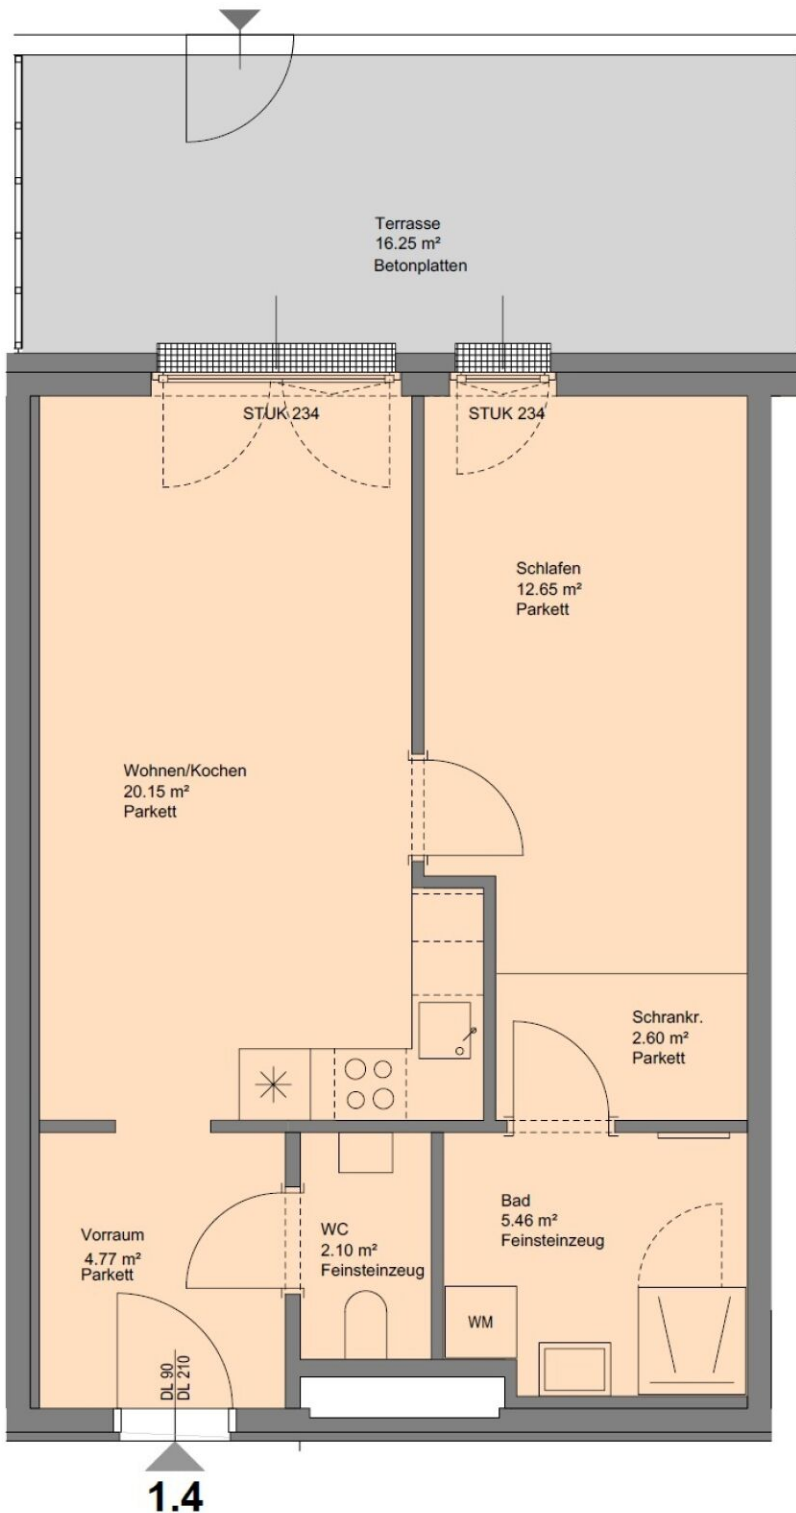 Terrasse
16.25 m²
Betonplatten
STUK 234
STUK 234
Schlafen
12.65 m²
Parkett
Wohnen/Kochen
20.15 m²
Parkett
Schrankr.
2.60 m²
Parkett
Bad
5.46 m²
Feinsteinzeug
Vorraum
4.77 m²
Parkett
WC
2.10 m²
Feinsteinzeug
WM
DL 90
DL 210
1.4